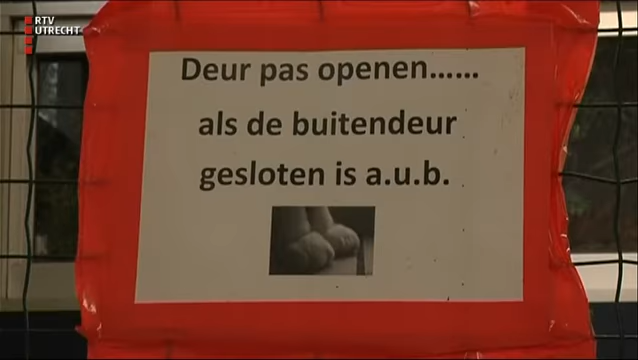 RTV
UTRECHT
Deur pas openen......
als de buitendeur
gesloten is a.u.b.